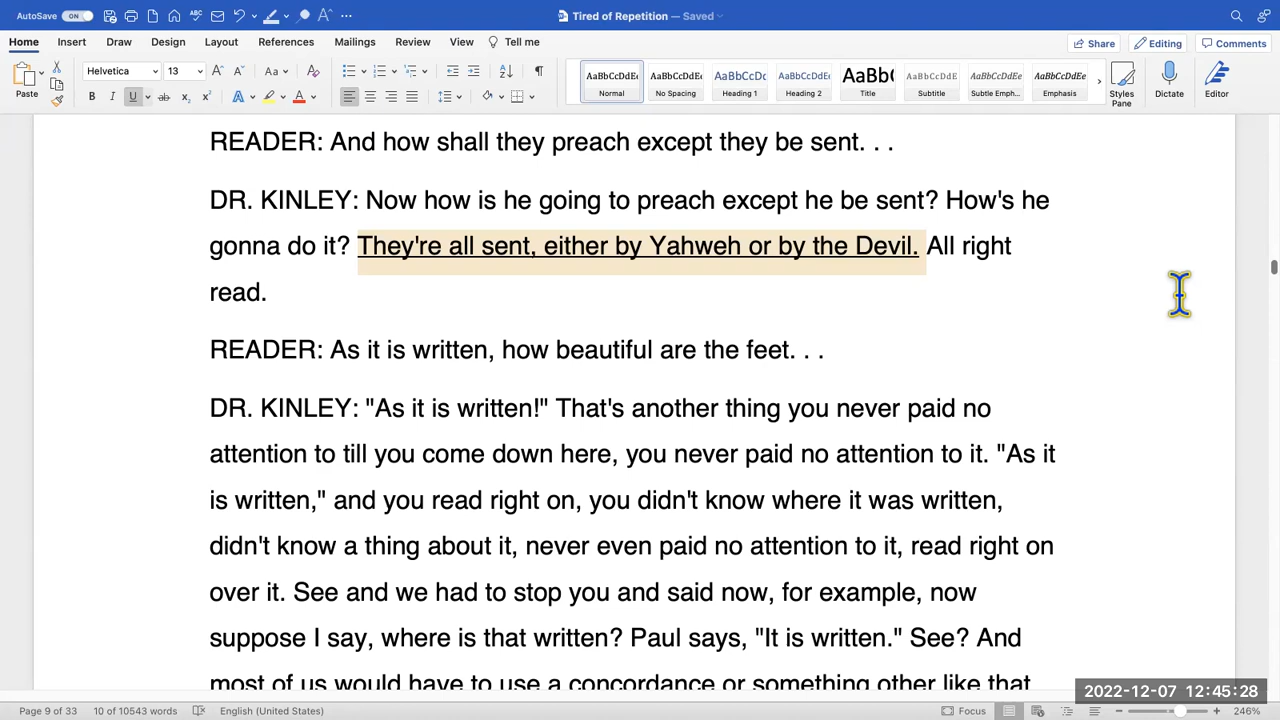 AutoSave ON Tired of Repetition — Saved
Home Insert Draw Design Layout References Mailings Review View Tell me Share Editing Comments
Paste Helvetica 13 Aa
B I U ab x2 x2 A A
AaBbCcDdEe Normal AaBbCcDdEe No Spacing AaBbCcDc Heading 1 AaBbCcDdEe Heading 2 AaBbC Title AaBbCcDdE Subtitle AaBbCcDdEe Subtle Emph... AaBbCcDdEe Emphasis Styles Pane Dictate Editor
READER: And how shall they preach except they be sent. . .
DR. KINLEY: Now how is he going to preach except he be sent? How's he
gonna do it? They're all sent, either by Yahweh or by the Devil. All right
read.
READER: As it is written, how beautiful are the feet. . .
DR. KINLEY: "As it is written!" That's another thing you never paid no
attention to till you come down here, you never paid no attention to it. "As it
is written," and you read right on, you didn't know where it was written,
didn't know a thing about it, never even paid no attention to it, read right on
over it. See and we had to stop you and said now, for example, now
suppose I say, where is that written? Paul says, "It is written." See? And
most of us would have to use a concordance or something other like that
2022-12-07 12:45:28
Page 9 of 33 10 of 10543 words English (United States) Focus 246%